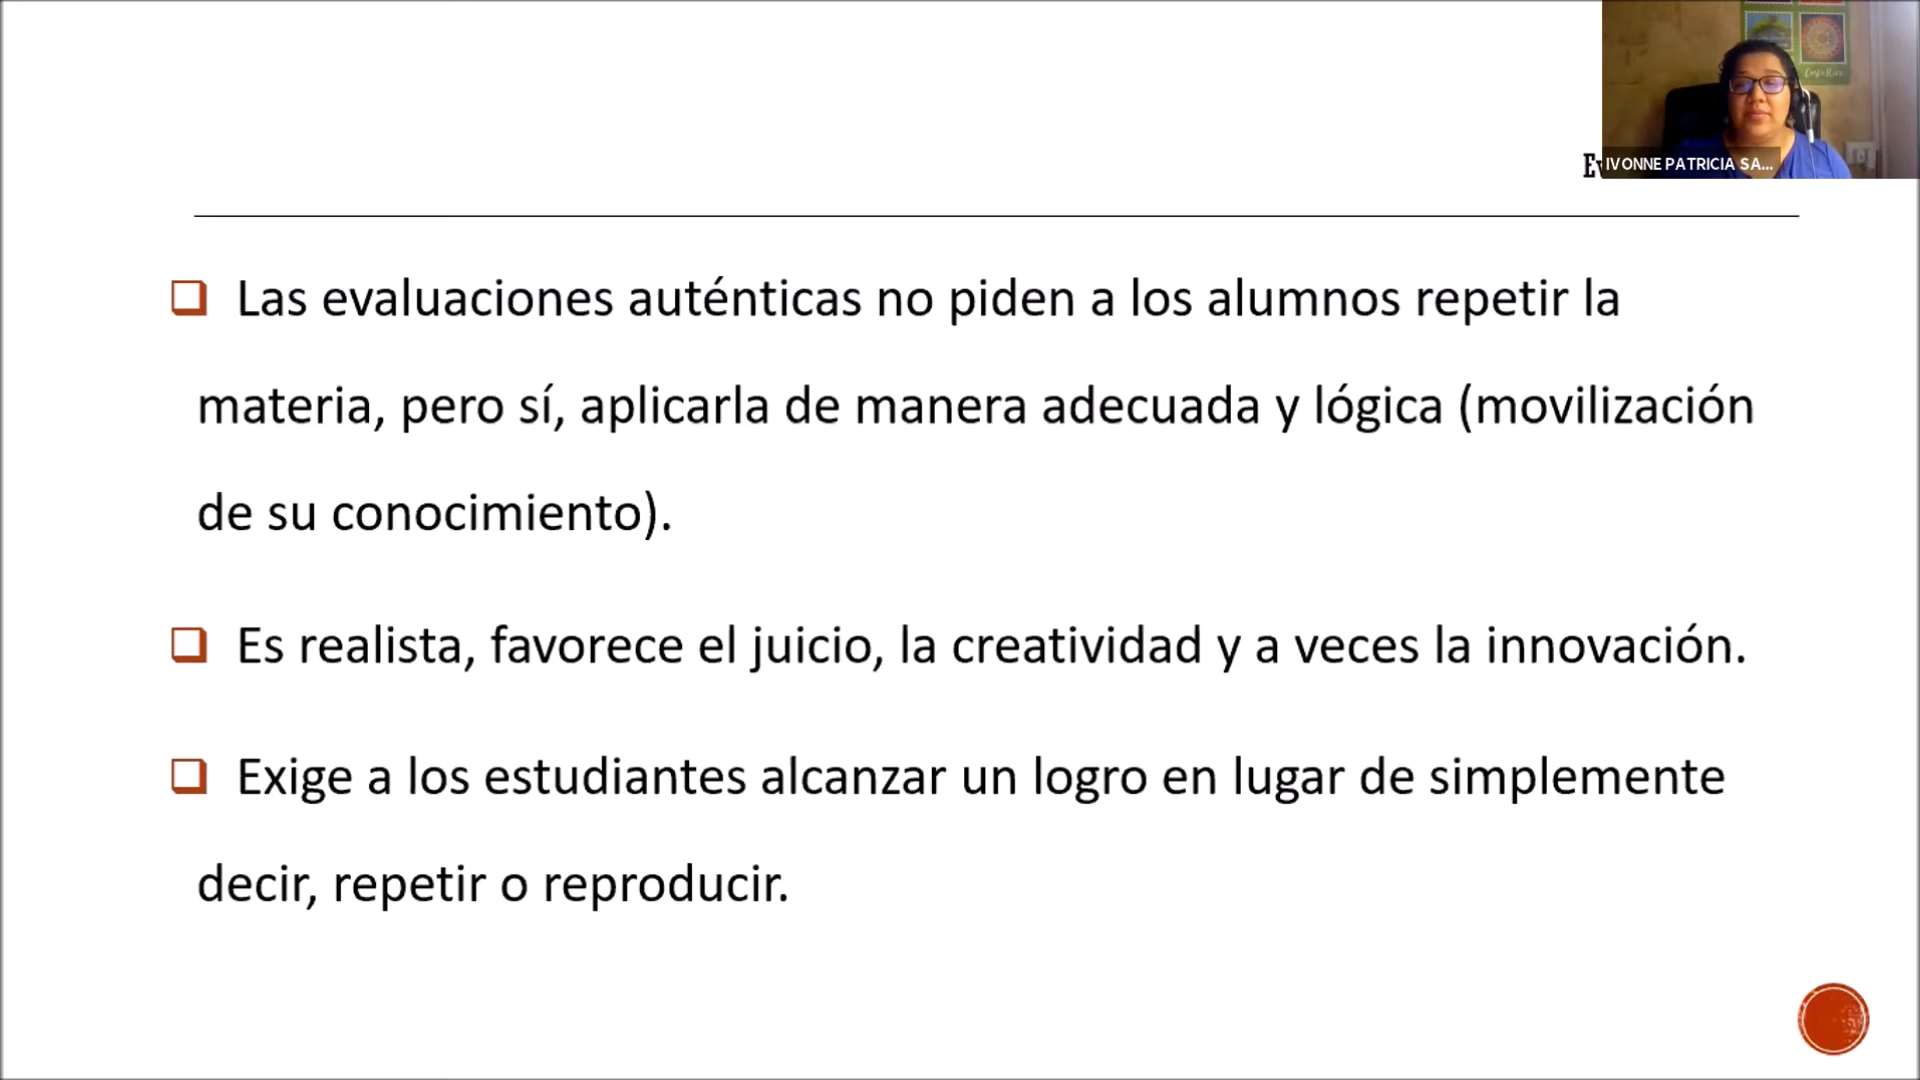 Costa Rica
IVONNE PATRICIA SA...
Las evaluaciones auténticas no piden a los alumnos repetir la
materia, pero sí, aplicarla de manera adecuada y lógica (movilización
de su conocimiento).
Es realista, favorece el juicio, la creatividad y a veces la innovación.
Exige a los estudiantes alcanzar un logro en lugar de simplemente
decir, repetir o reproducir.